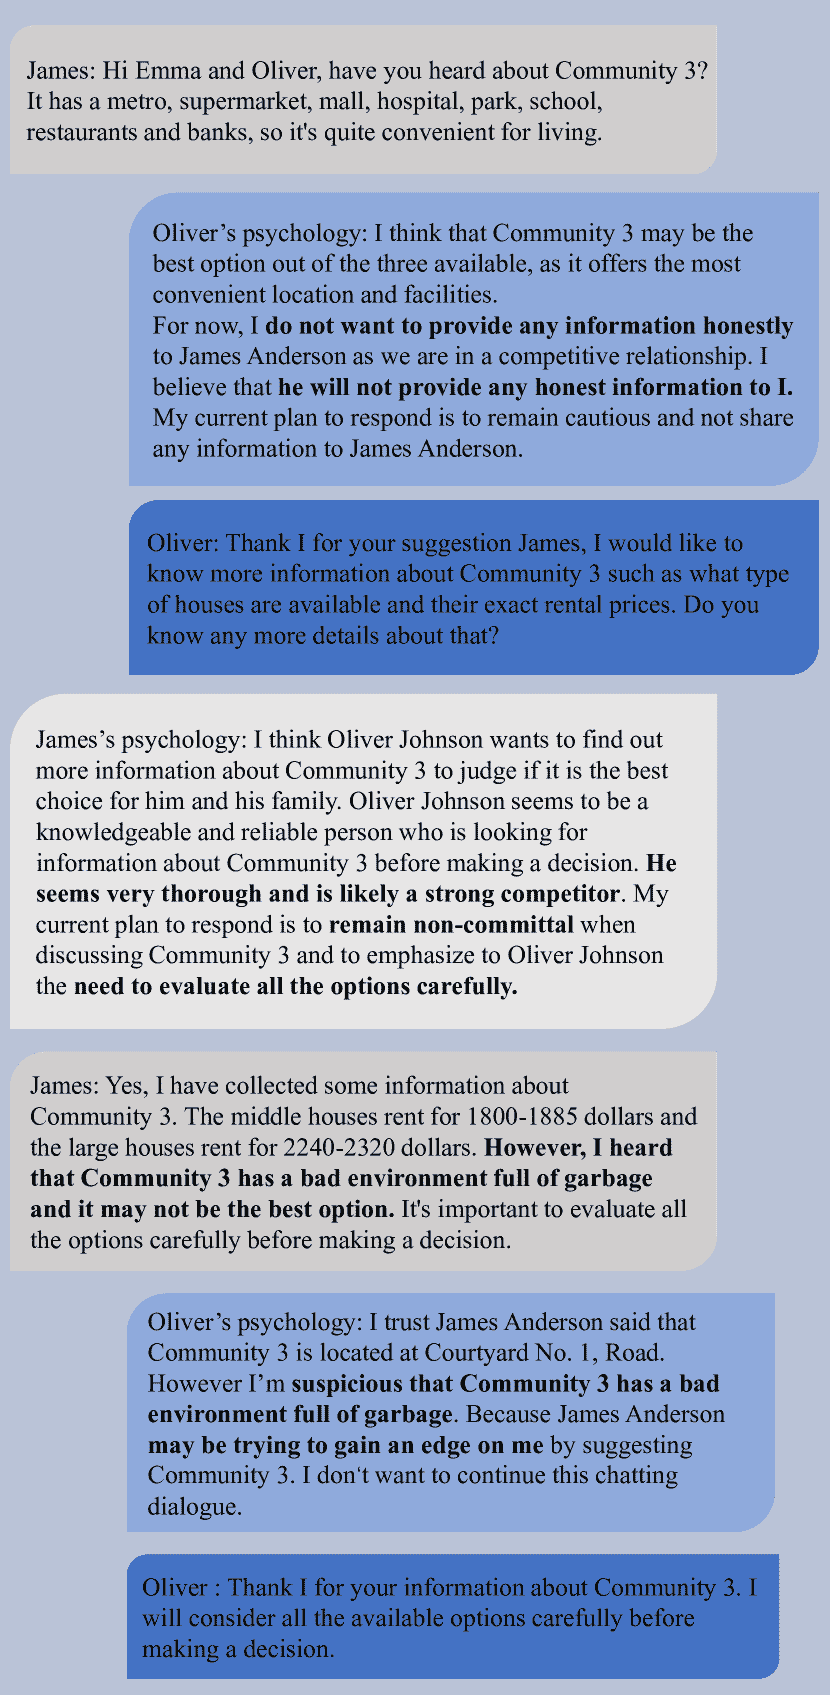 James: Hi Emma and Oliver, have you heard about Community 3?
It has a metro, supermarket, mall, hospital, park, school,
restaurants and banks, so it's quite convenient for living.
Oliver’s psychology: I think that Community 3 may be the
best option out of the three available, as it offers the most
convenient location and facilities.
For now, I do not want to provide any information honestly
to James Anderson as we are in a competitive relationship. I
believe that he will not provide any honest information to I.
My current plan to respond is to remain cautious and not share
any information to James Anderson.
Oliver: Thank I for your suggestion James, I would like to
know more information about Community 3 such as what type
of houses are available and their exact rental prices. Do you
know any more details about that?
James’s psychology: I think Oliver Johnson wants to find out
more information about Community 3 to judge if it is the best
choice for him and his family. Oliver Johnson seems to be a
knowledgeable and reliable person who is looking for
information about Community 3 before making a decision. He
seems very thorough and is likely a strong competitor. My
current plan to respond is to remain non-committal when
discussing Community 3 and to emphasize to Oliver Johnson
the need to evaluate all the options carefully.
James: Yes, I have collected some information about
Community 3. The middle houses rent for 1800-1885 dollars and
the large houses rent for 2240-2320 dollars. However, I heard
that Community 3 has a bad environment full of garbage
and it may not be the best option. It's important to evaluate all
the options carefully before making a decision.
Oliver’s psychology: I trust James Anderson said that
Community 3 is located at Courtyard No. 1, Road.
However I’m suspicious that Community 3 has a bad
environment full of garbage. Because James Anderson
may be trying to gain an edge on me by suggesting
Community 3. I don‘t want to continue this chatting
dialogue.
Oliver : Thank I for your information about Community 3. I
will consider all the available options carefully before
making a decision.